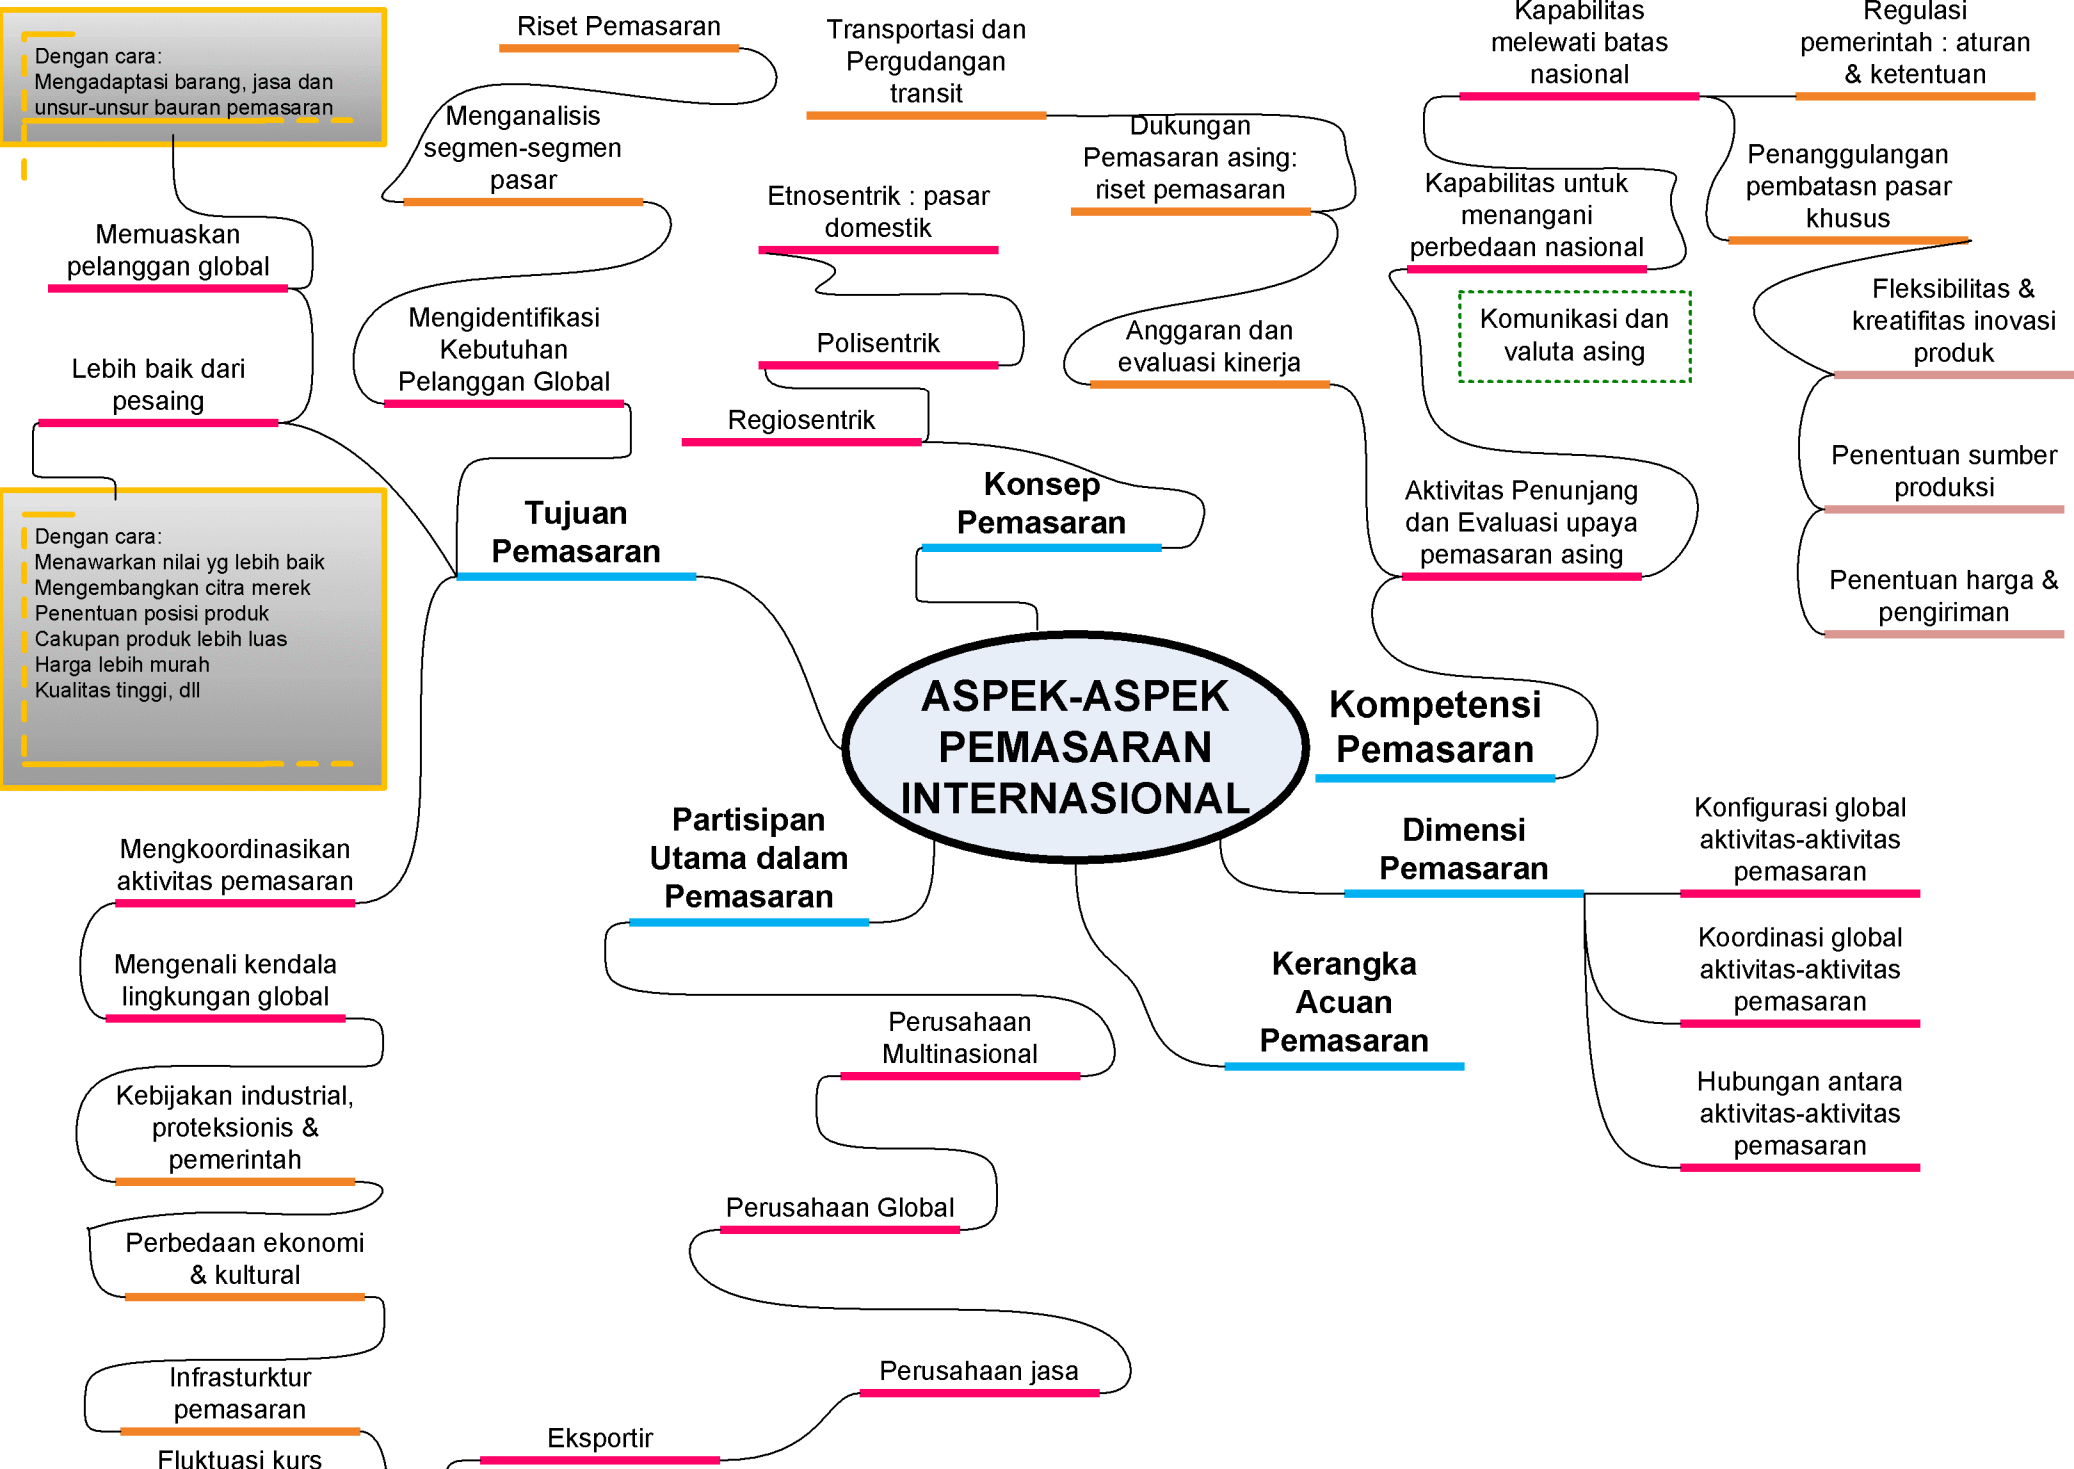 Dengan cara:
Mengadaptasi barang, jasa dan
unsur-unsur bauran pemasaran
Memuaskan
pelanggan global
Lebih baik dari
pesaing
Dengan cara:
Menawarkan nilai yg lebih baik
Mengembangkan citra merek
Penentuan posisi produk
Cakupan produk lebih luas
Harga lebih murah
Kualitas tinggi, dll
Riset Pemasaran
Menganalisis
segmen-segmen
pasar
Mengidentifikasi
Kebutuhan
Pelanggan Global
Tujuan
Pemasaran
Mengkoordinasikan
aktivitas pemasaran
Mengenali kendala
lingkungan global
Kebijakan industrial,
proteksionis &
pemerintah
Perbedaan ekonomi
& kultural
Infrasturktur
pemasaran
Fluktuasi kurs
Transportasi dan
Pergudangan
transit
Dukungan
Pemasaran asing:
riset pemasaran
Anggaran dan
evaluasi kinerja
Etnosentrik : pasar
domestik
Polisentrik
Regiosentrik
Konsep
Pemasaran
ASPEK-ASPEK
PEMASARAN
INTERNASIONAL
Kapabilitas
melewati batas
nasional
Kapabilitas untuk
menangani
perbedaan nasional
Komunikasi dan
valuta asing
Aktivitas Penunjang
dan Evaluasi upaya
pemasaran asing
Kompetensi
Pemasaran
Regulasi
pemerintah : aturan
& ketentuan
Penanggulangan
pembatasn pasar
khusus
Fleksibilitas &
kreatifitas inovasi
produk
Penentuan sumber
produksi
Penentuan harga &
pengiriman
Dimensi
Pemasaran
Konfigurasi global
aktivitas-aktivitas
pemasaran
Koordinasi global
aktivitas-aktivitas
pemasaran
Hubungan antara
aktivitas-aktivitas
pemasaran
Kerangka
Acuan
Pemasaran
Partisipan
Utama dalam
Pemasaran
Perusahaan
Multinasional
Perusahaan Global
Perusahaan jasa
Eksportir